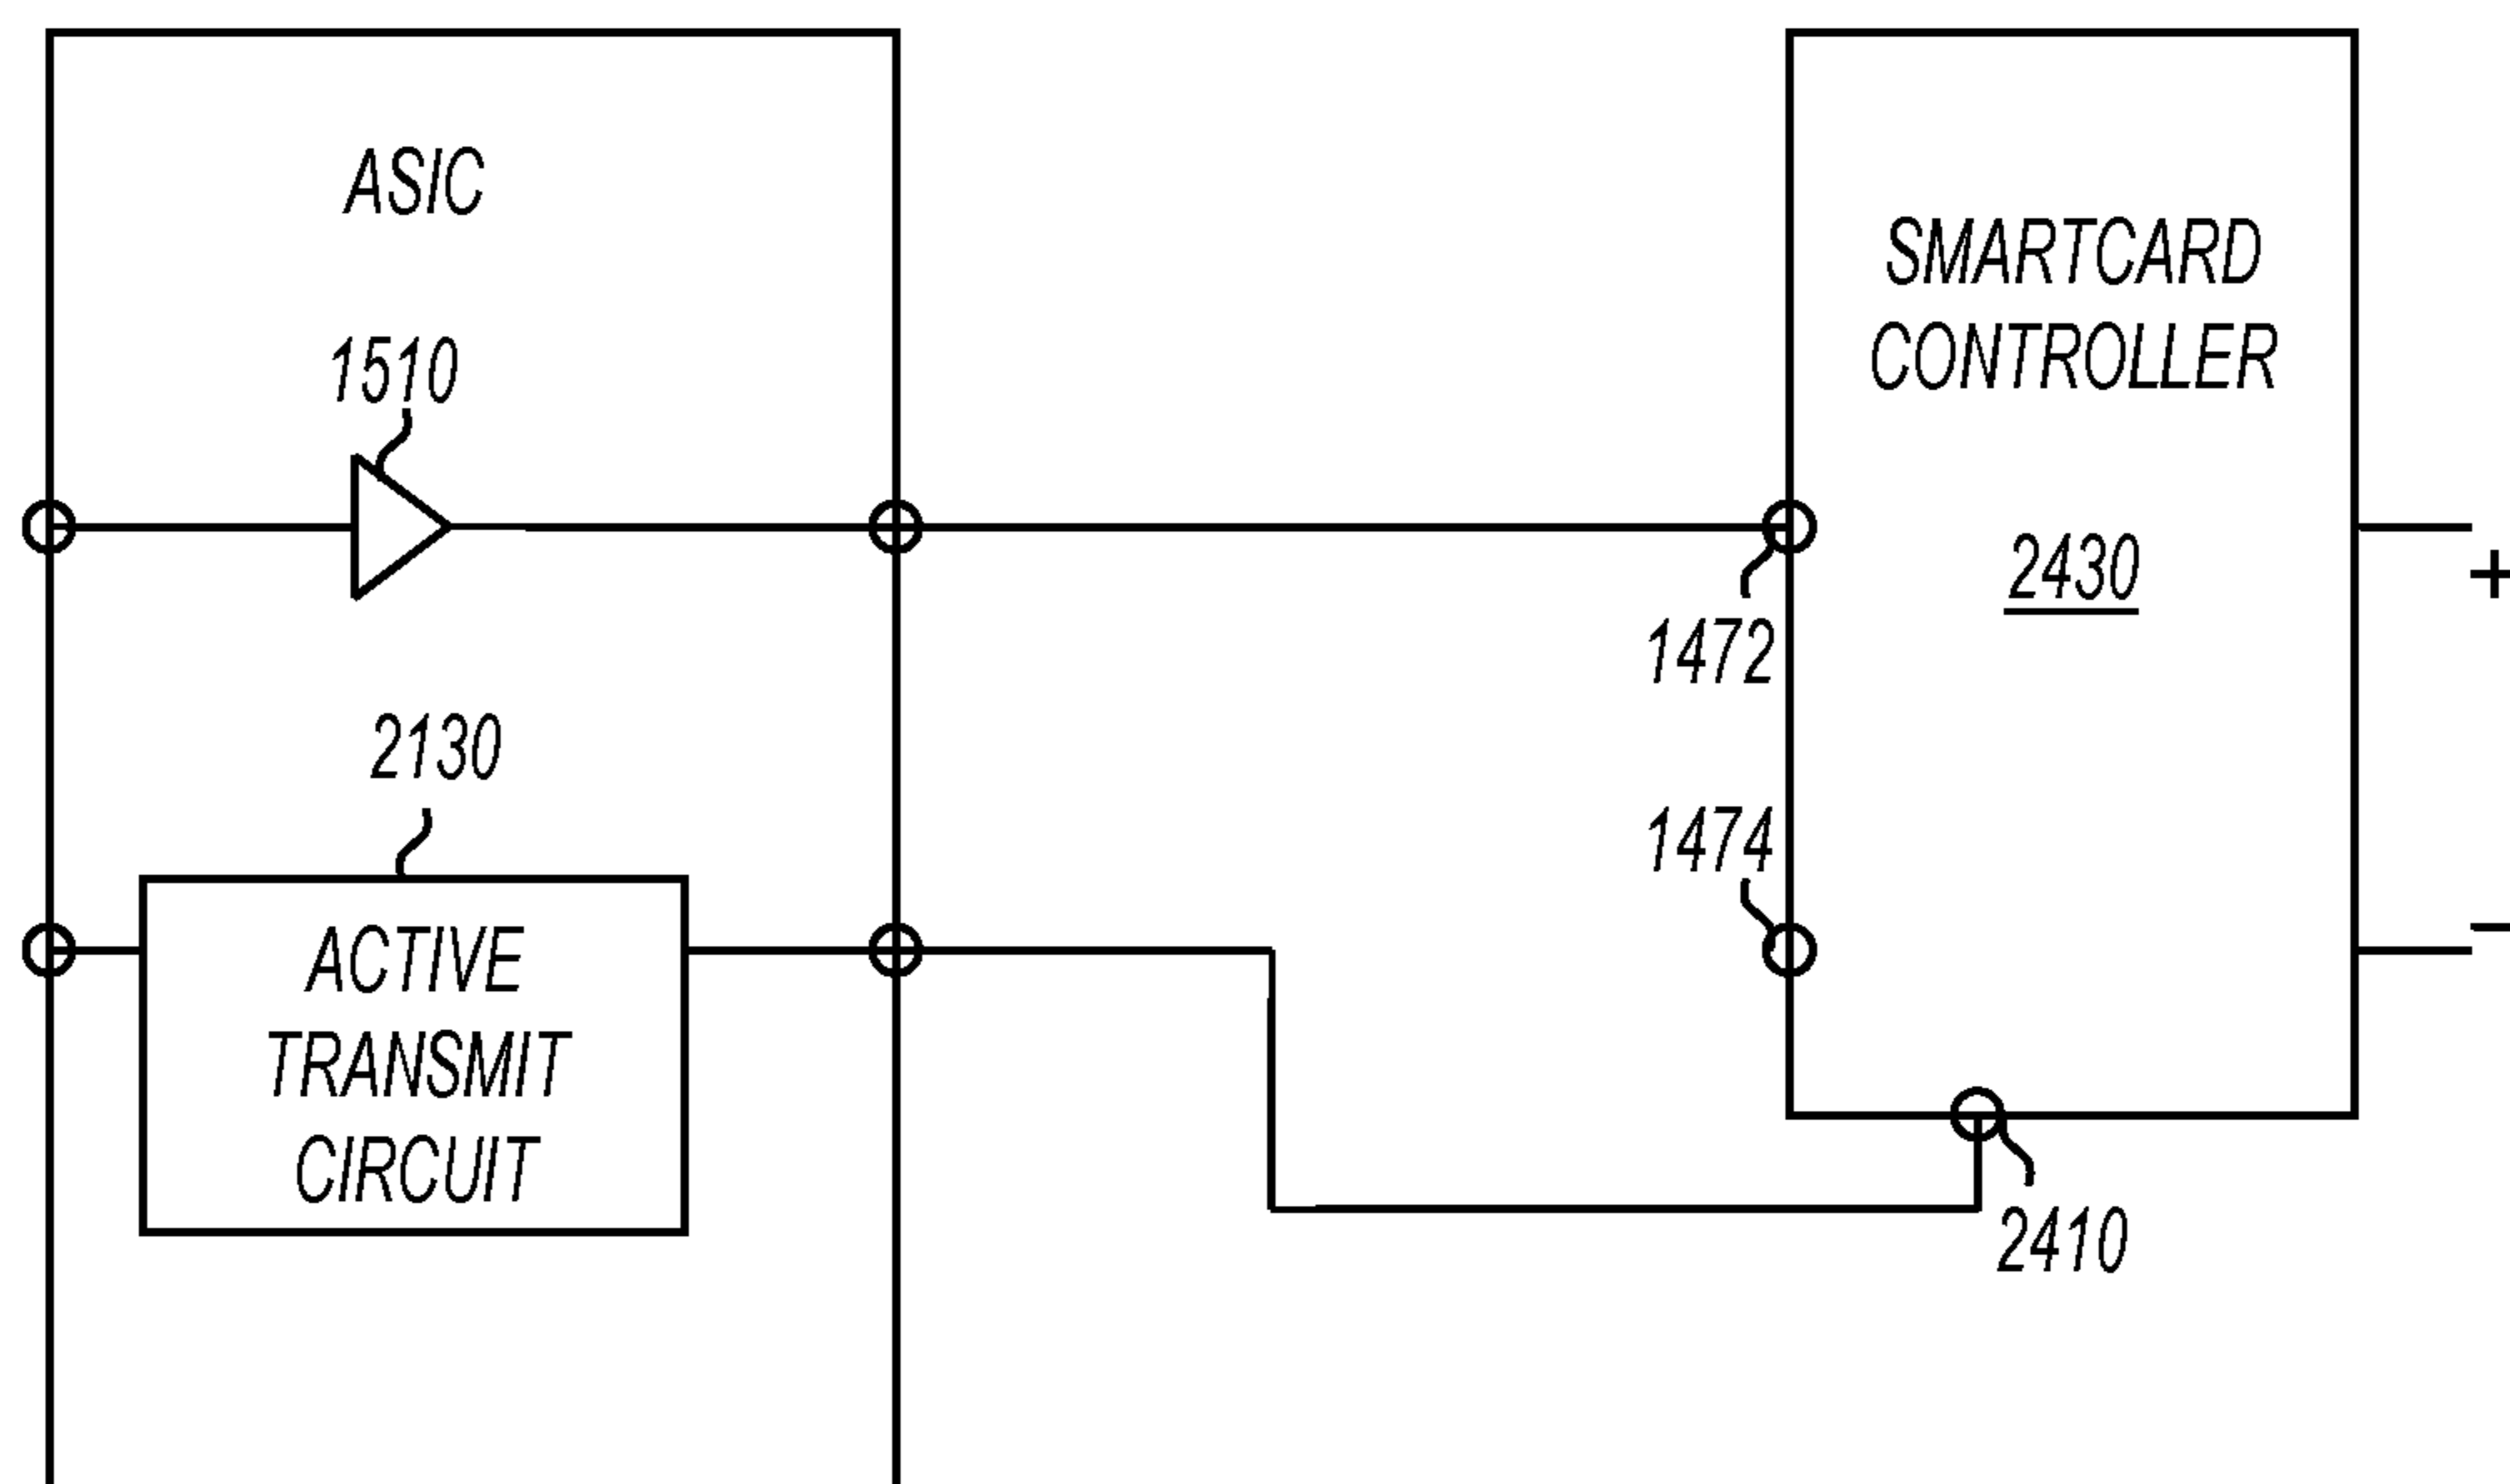 ASIC
1510
2130
ACTIVE
TRANSMIT
CIRCUIT
SMARTCARD
CONTROLLER
2430
1472
1474
2410
+
−